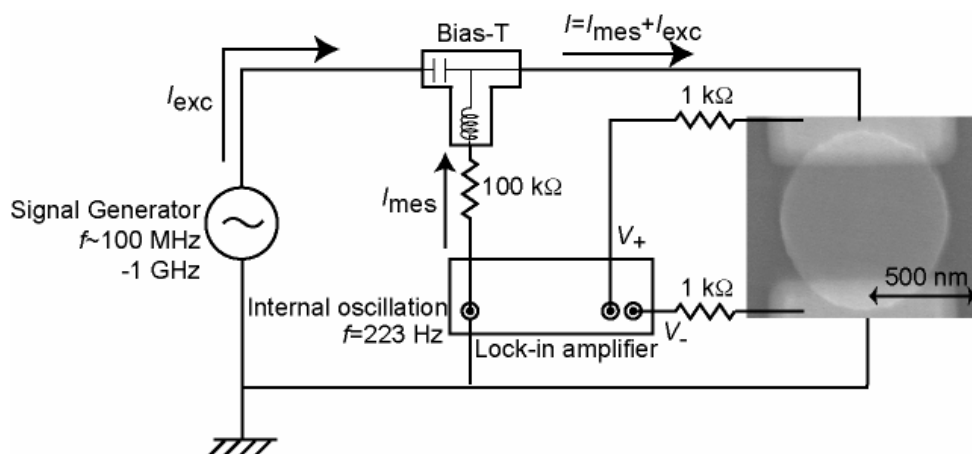 Bias-T
I=Imes+Iexc
Iexc
1 kΩ
100 kΩ
Imes
Signal Generator
f~100 MHz
-1 GHz
V+
500 nm
1 kΩ
Internal oscillation
f=223 Hz
V-
Lock-in amplifier